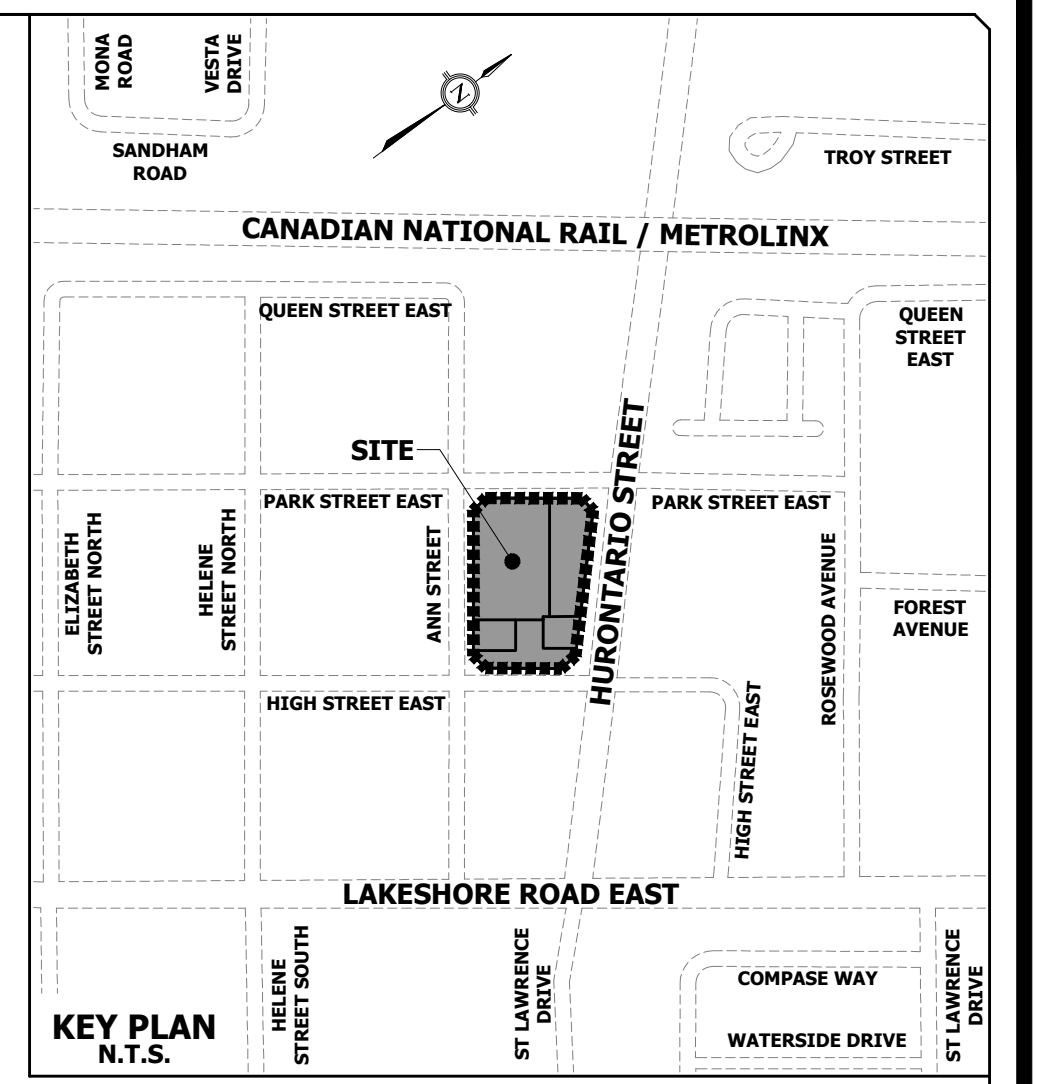 MONA
ROAD
VESTA
DRIVE
N
SANDHAM
ROAD
TROY STREET
CANADIAN NATIONAL RAIL / METROLINX
QUEEN STREET EAST
QUEEN
STREET
EAST
SITE
HURONTARIO STREET
PARK STREET EAST
PARK STREET EAST
ELIZABETH
STREET NORTH
HELENE
STREET NORTH
ANN STREET
ROSEWOOD AVENUE
FOREST
AVENUE
HIGH STREET EAST
HIGH STREET EAST
LAKESHORE ROAD EAST
HELENE
STREET SOUTH
ST LAWRENCE
DRIVE
COMPASE WAY
ST LAWRENCE
DRIVE
WATERSIDE DRIVE
KEY PLAN
N.T.S.